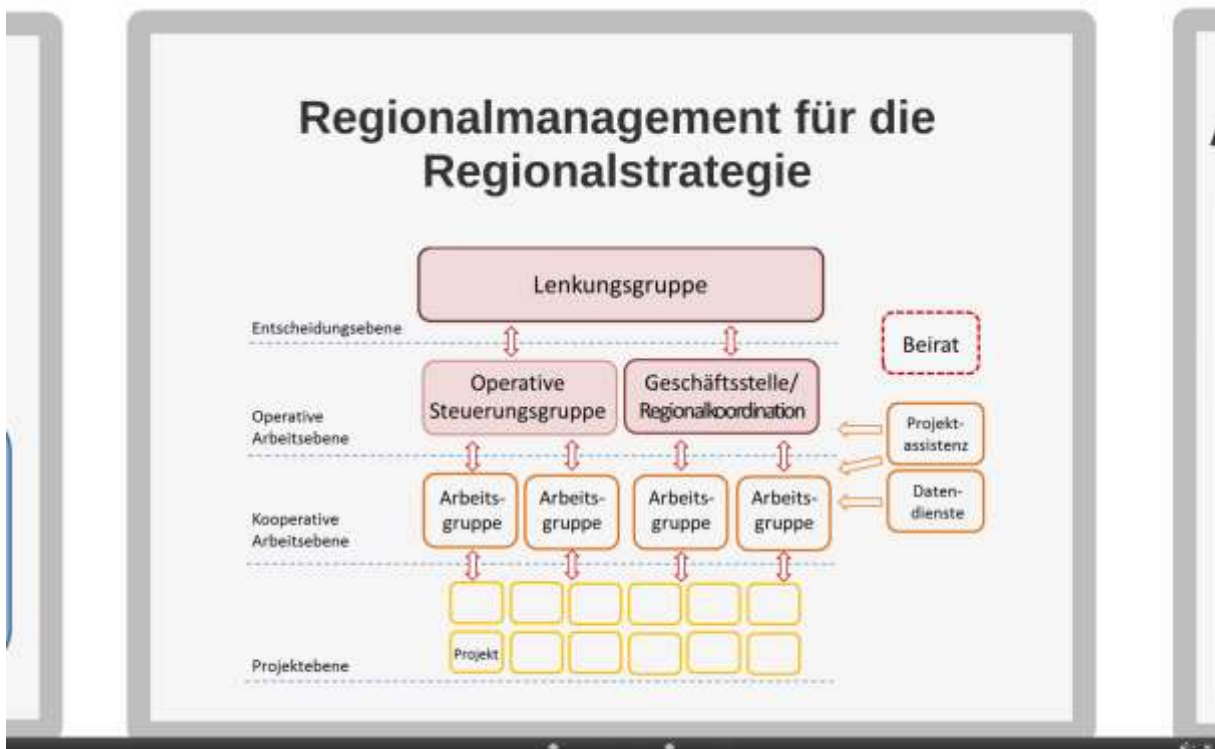 Regionalmanagement für die
Regionalstrategie
Lenkungsgruppe
Entscheidungsebene
Beirat
Operative
Steuerungsgruppe
Geschäftsstelle/
Regionalkoordination
Operative
Arbeitsebene
Projekt-
assistenz
Arbeits-
gruppe
Arbeits-
gruppe
Arbeits-
gruppe
Arbeits-
gruppe
Daten-
dienste
Kooperative
Arbeitsebene
Projekt
Projektebene